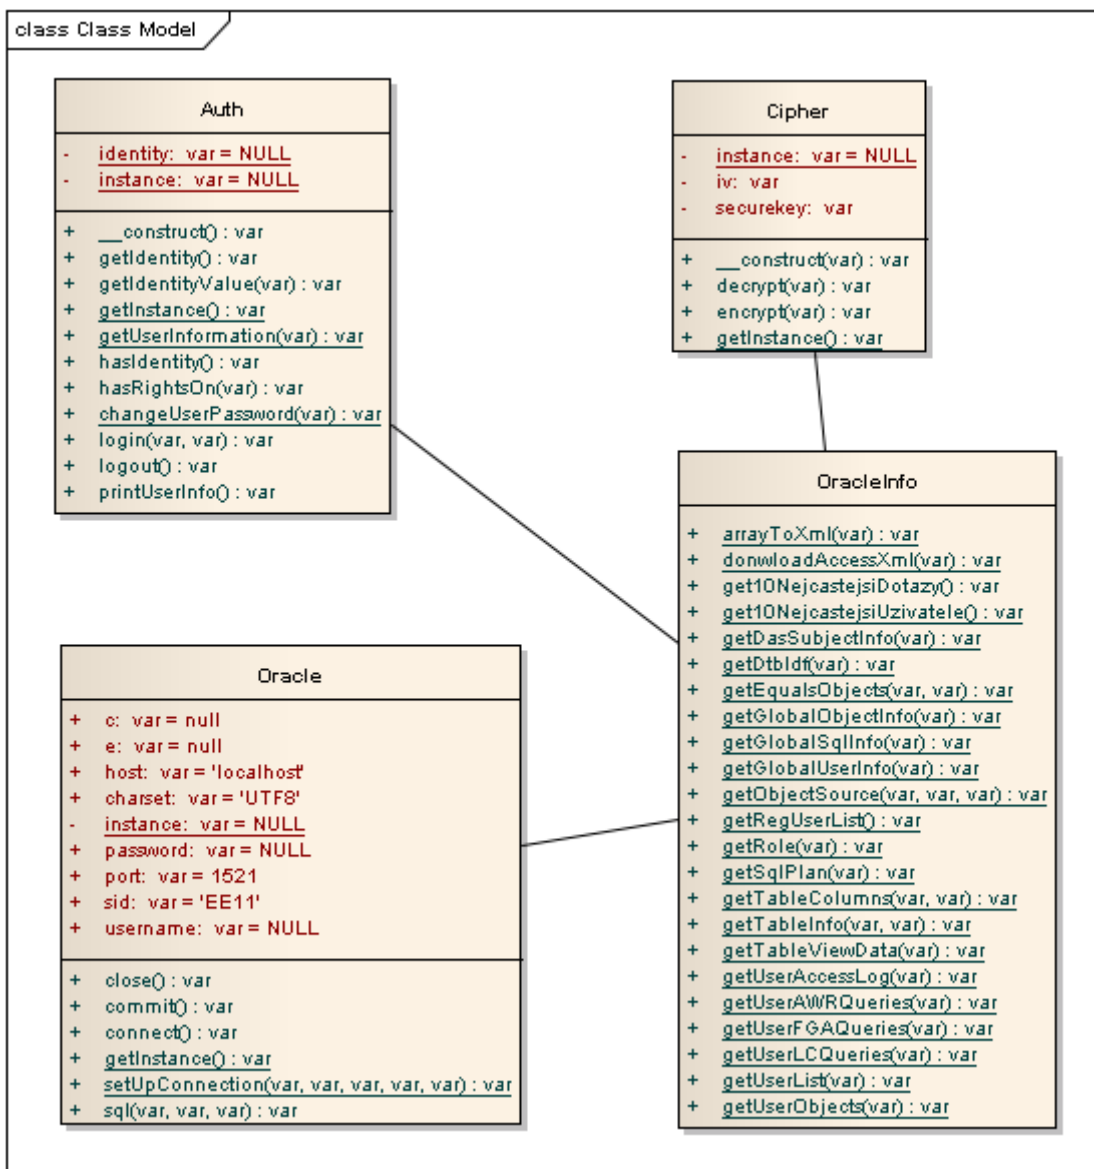 class Class Model
Auth
- identity: var = NULL
- instance: var = NULL
+ __construct() : var
+ getIdentity() : var
+ getIdentityValue(var) : var
+ getInstance() : var
+ getUserInformation(var) : var
+ hasIdentity() : var
+ hasRightsOn(var) : var
+ changeUserPassword(var) : var
+ login(var, var) : var
+ logout() : var
+ printUserInfo() : var
Cipher
- instance: var = NULL
- iv: var
- securekey: var
+ __construct(var) : var
+ decrypt(var) : var
+ encrypt(var) : var
+ getInstance() : var
Oracle
+ c: var = null
+ e: var = null
+ host: var = 'localhost'
+ charset: var = 'UTF8'
- instance: var = NULL
+ password: var = NULL
+ port: var = 1521
+ sid: var = 'EE11'
+ username: var = NULL
+ close() : var
+ commit() : var
+ connect() : var
+ getInstance() : var
+ setUpConnection(var, var, var, var, var) : var
+ sql(var, var, var) : var
OracleInfo
+ arrayToXml(var) : var
+ donwloadAccessXml(var) : var
+ get10NejcastejsiDotazy() : var
+ get10NejcastejsiUzivatele() : var
+ getDasSubjectInfo(var) : var
+ getDtbIdf(var) : var
+ getEqualsObjects(var, var) : var
+ getGlobalObjectInfo(var) : var
+ getGlobalSqlInfo(var) : var
+ getGlobalUserInfo(var) : var
+ getObjectSource(var, var, var) : var
+ getRegUserList() : var
+ getRole(var) : var
+ getSqlPlan(var) : var
+ getTableColumns(var, var) : var
+ getTableInfo(var, var) : var
+ getTableViewData(var) : var
+ getUserAccessLog(var) : var
+ getUserAWRQueries(var) : var
+ getUserFGAQueries(var) : var
+ getUserLCQueries(var) : var
+ getUserList(var) : var
+ getUserObjects(var) : var